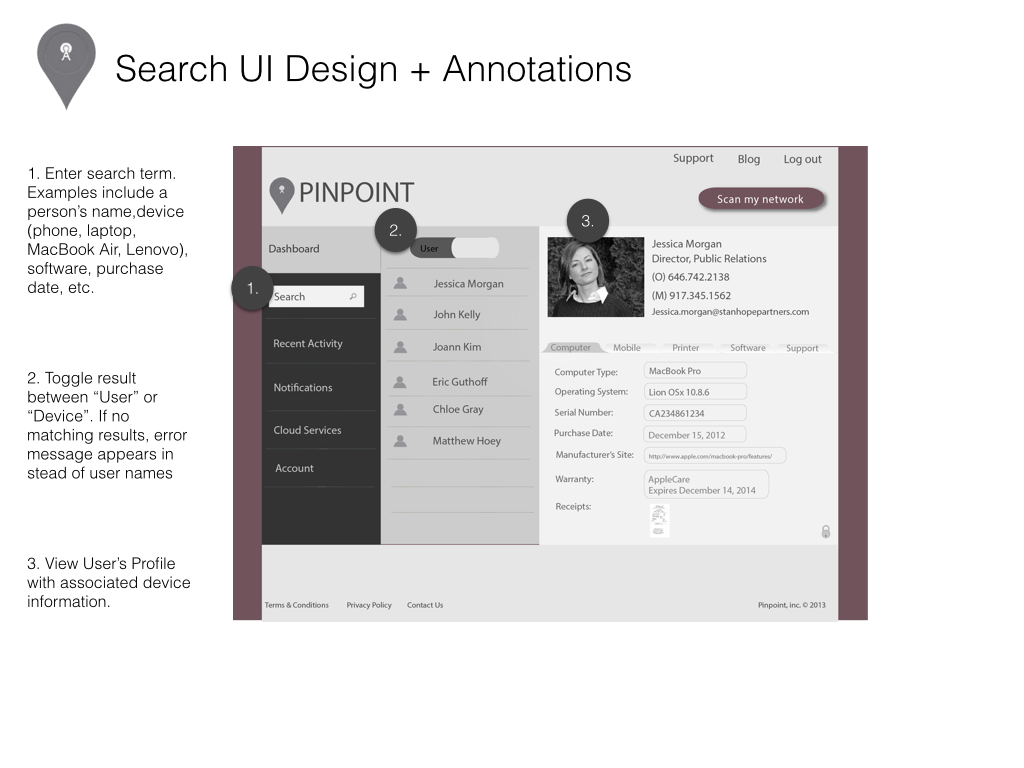 Search UI Design + Annotations
1. Enter search term.
Examples include a
person's name,device
(phone, laptop,
MacBook Air, Lenovo),
software, purchase
date, etc.
2. Toggle result
between “User” or
“Device”. If no
matching results, error
message appears in
stead of user names
3. View User's Profile
with associated device
information.
Support Blog Log out
PINPOINT
Scan my network
2.
3.
Dashboard
User
1.
Search
Recent Activity
Notifications
Cloud Services
Account
Jessica Morgan
John Kelly
Joann Kim
Eric Guthoff
Chloe Gray
Matthew Hoey
Jessica Morgan
Director, Public Relations
(O) 646.742.2138
(M) 917.345.1562
Jessica.morgan@stanhopepartners.com
Computer Mobile Printer Software Support
Computer Type: MacBook Pro
Operating System: Lion OSx 10.8.6
Serial Number: CA234861234
Purchase Date: December 15, 2012
Manufacturer's Site: http://www.apple.com/macbook-pro/features/
Warranty: AppleCare
Expires December 14, 2014
Receipts:
Terms & Conditions Privacy Policy Contact Us Pinpoint, inc. © 2013